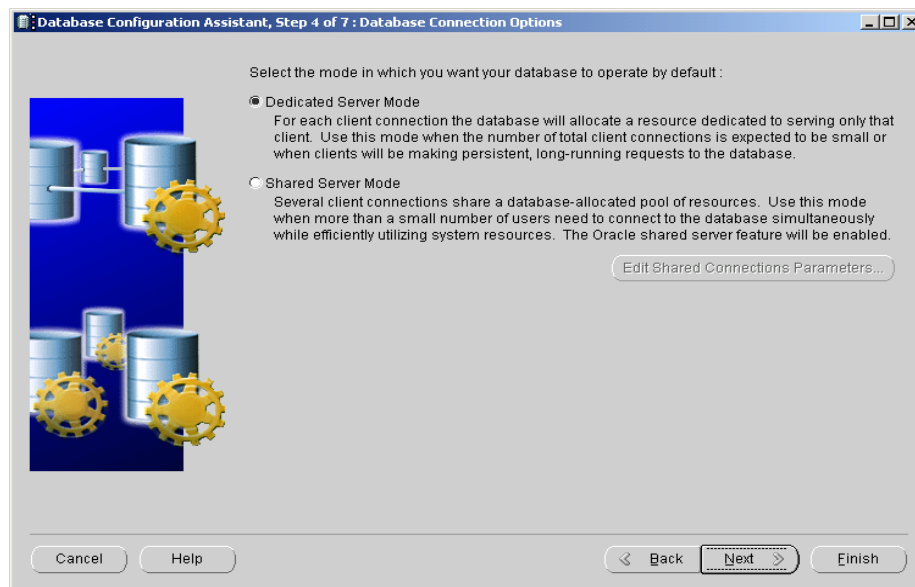 Database Configuration Assistant, Step 4 of 7 : Database Connection Options
Select the mode in which you want your database to operate by default :
Dedicated Server Mode
For each client connection the database will allocate a resource dedicated to serving only that
client. Use this mode when the number of total client connections is expected to be small or
when clients will be making persistent, long-running requests to the database.
Shared Server Mode
Several client connections share a database-allocated pool of resources. Use this mode
when more than a small number of users need to connect to the database simultaneously
while efficiently utilizing system resources. The Oracle shared server feature will be enabled.
Edit Shared Connections Parameters...
Cancel Help Back Next Finish